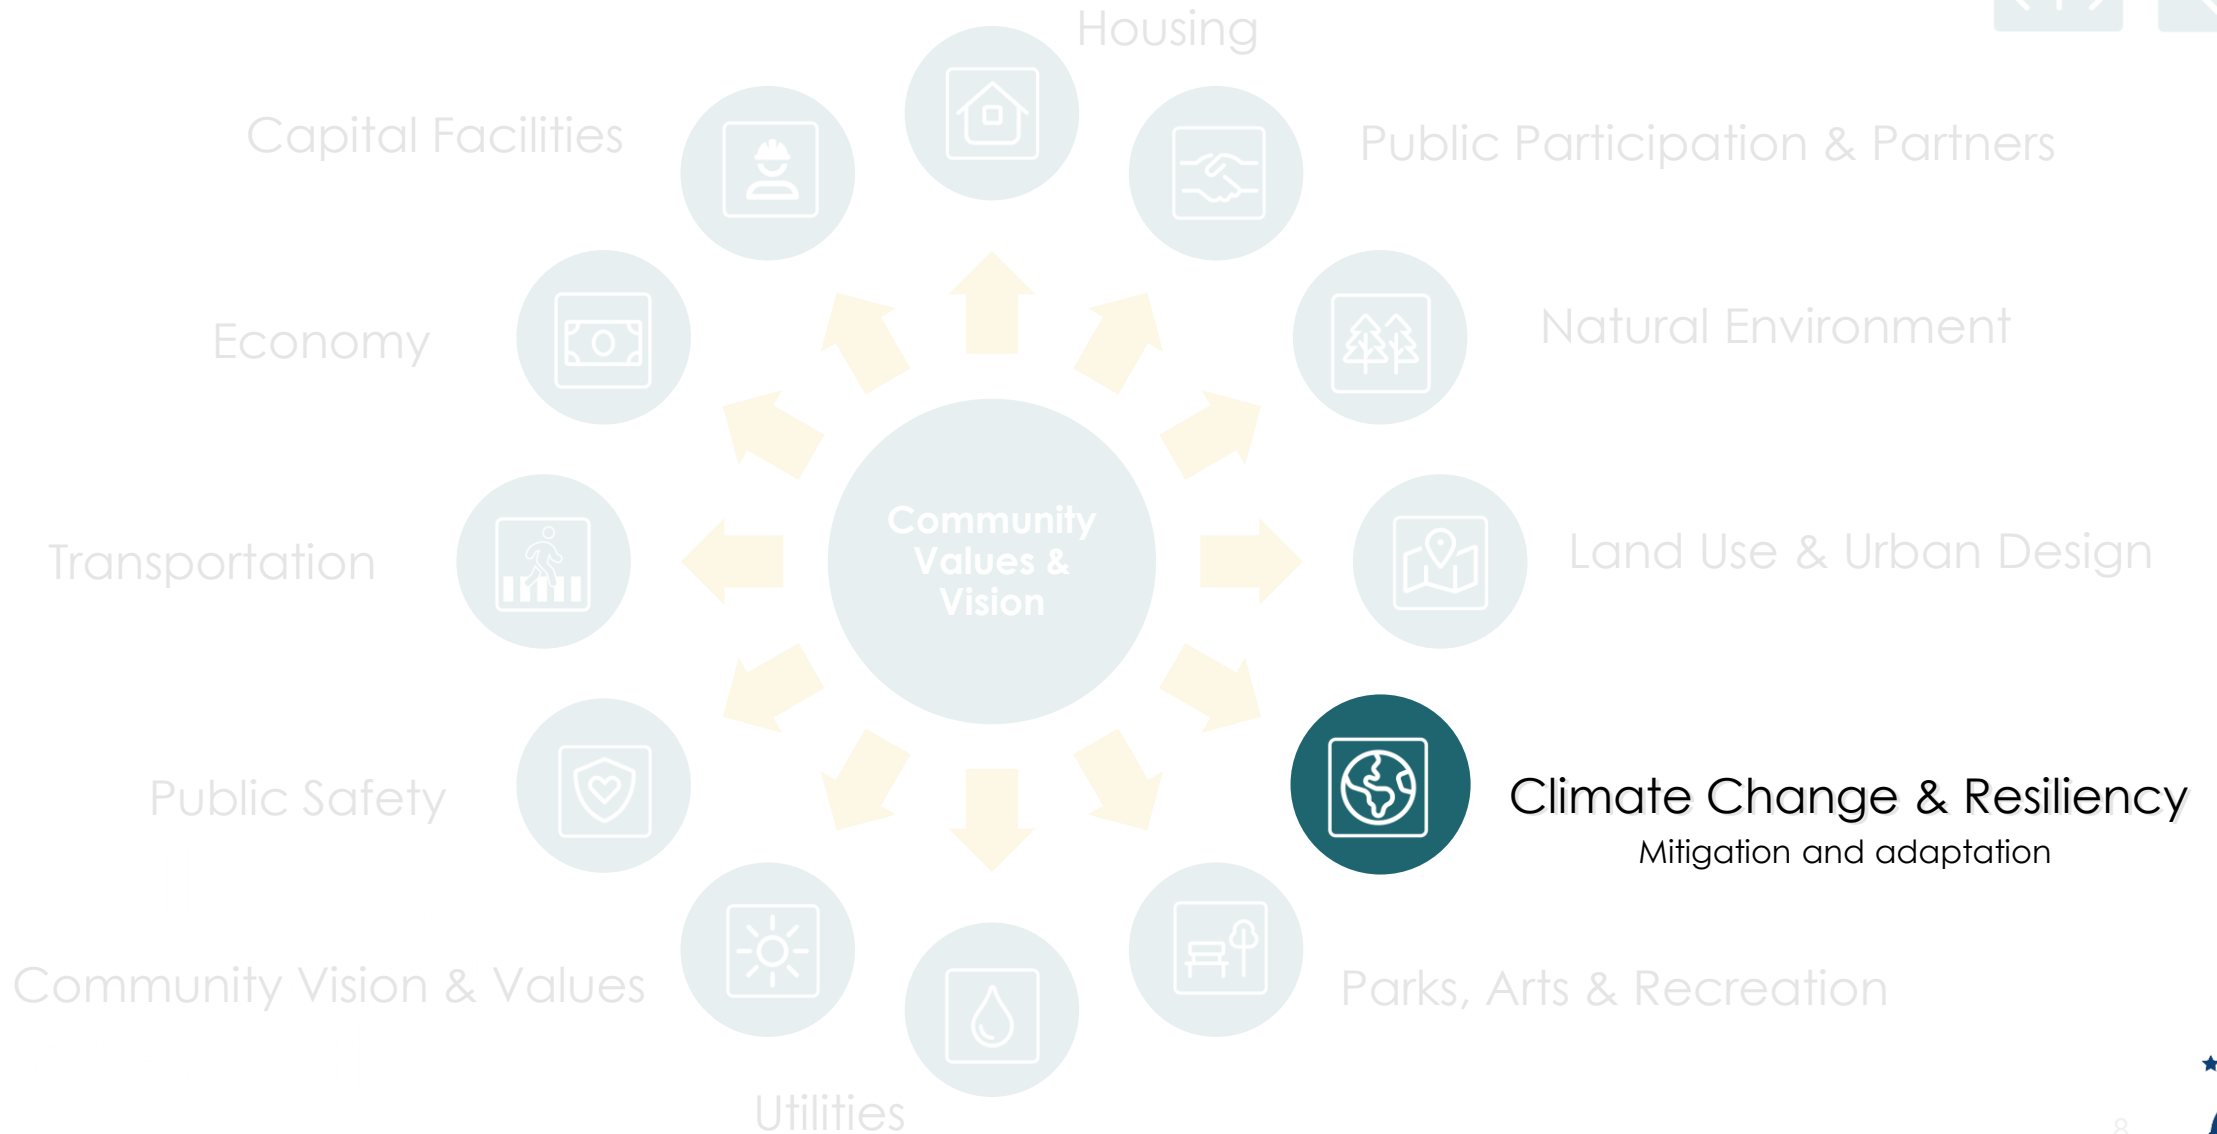 Housing
Capital Facilities
Public Participation & Partners
Economy
Natural Environment
Community
Values &
Vision
Transportation
Land Use & Urban Design
Public Safety
Climate Change & Resiliency
Mitigation and adaptation
Community Vision & Values
Parks, Arts & Recreation
Utilities
8